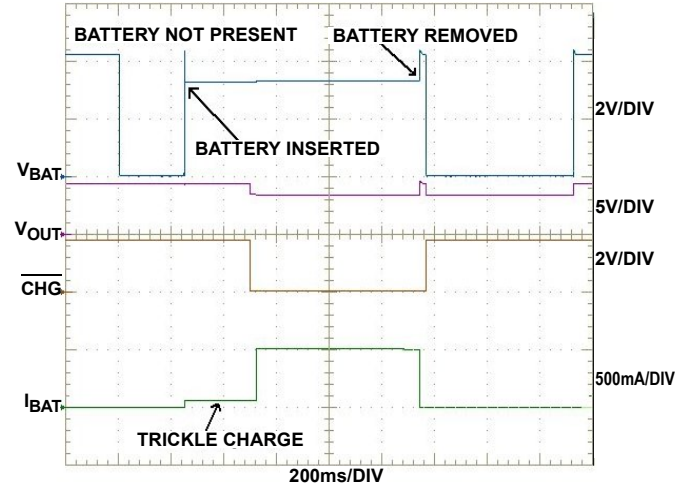 BATTERY NOT PRESENT
BATTERY REMOVED
2V/DIV
BATTERY INSERTED
VBAT
5V/DIV
VOUT
2V/DIV
CHG
500mA/DIV
IBAT
TRICKLE CHARGE
200ms/DIV